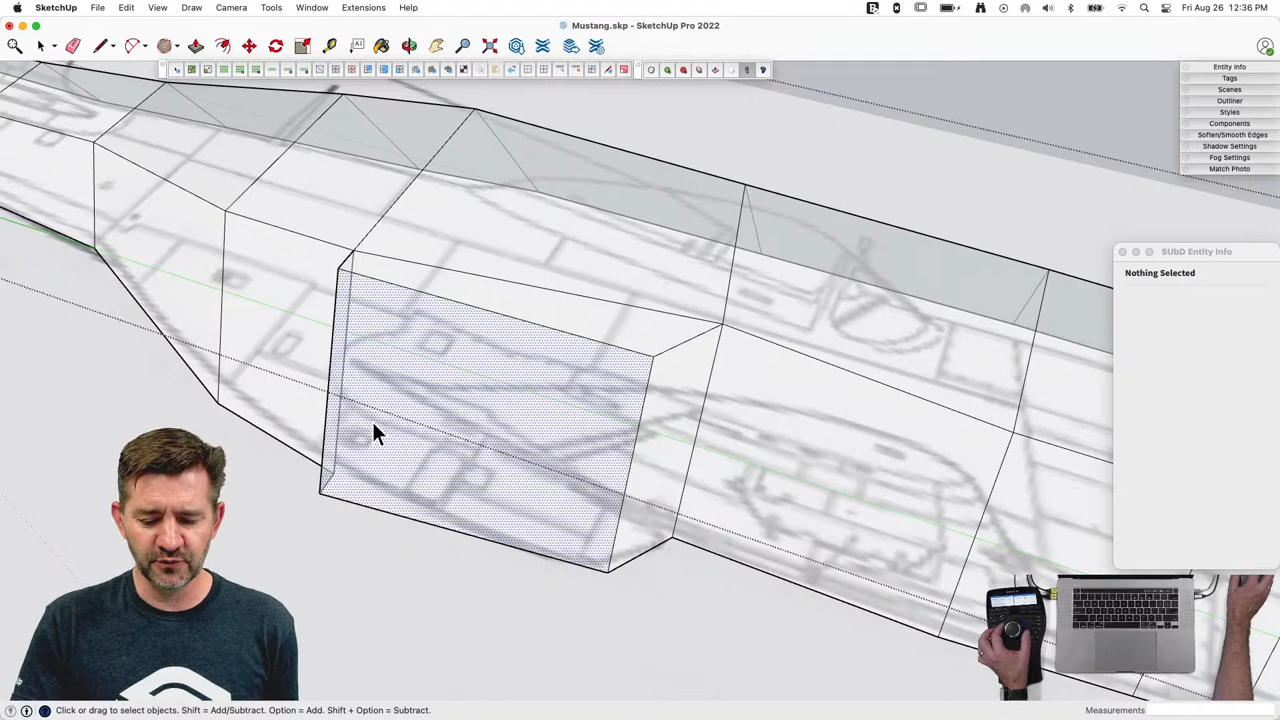 SketchUp File Edit View Draw Camera Tools Window Extensions Help Fri Aug 26 12:36 PM
Mustang.skp - SketchUp Pro 2022
Entity Info
Tags
Scenes
Outliner
Styles
Components
Soften/Smooth Edges
Shadow Settings
Fog Settings
Match Photo
SUbD Entity Info
Nothing Selected
Click or drag to select objects. Shift = Add/Subtract. Option = Add. Shift + Option = Subtract.
Measurements